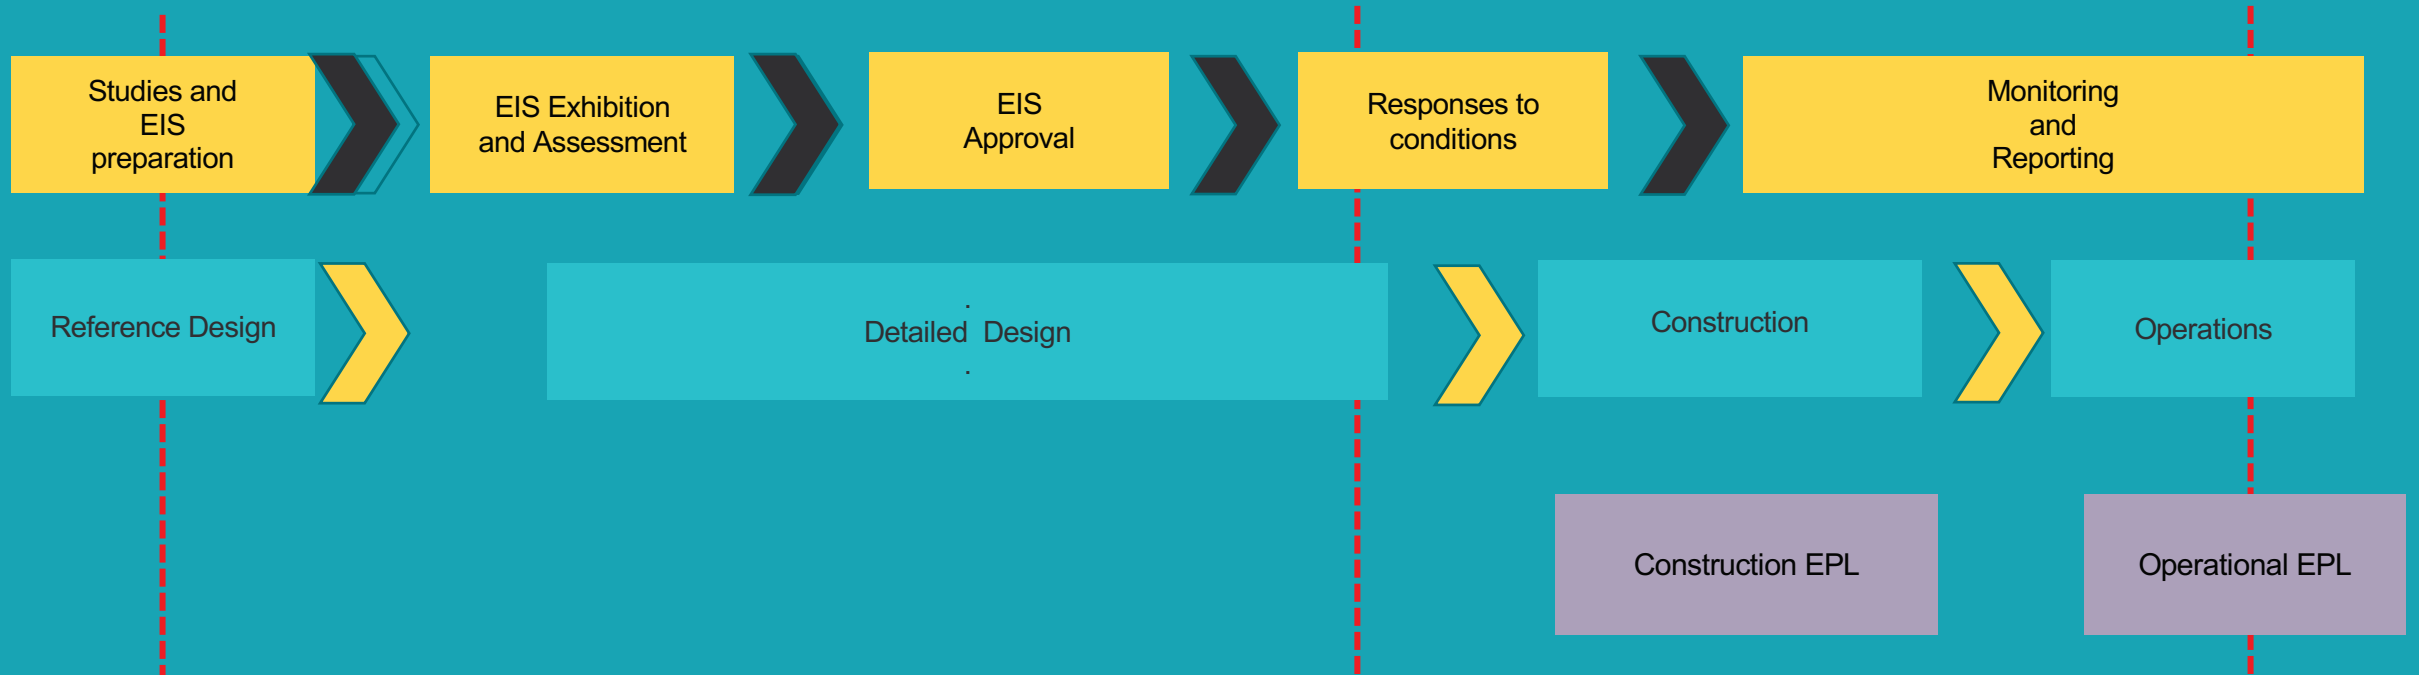 Studies and
EIS
preparation
EIS Exhibition
and Assessment
EIS
Approval
Responses to
conditions
Monitoring
and
Reporting
Reference Design
.
Detailed Design
.
Construction
Operations
Construction EPL
Operational EPL